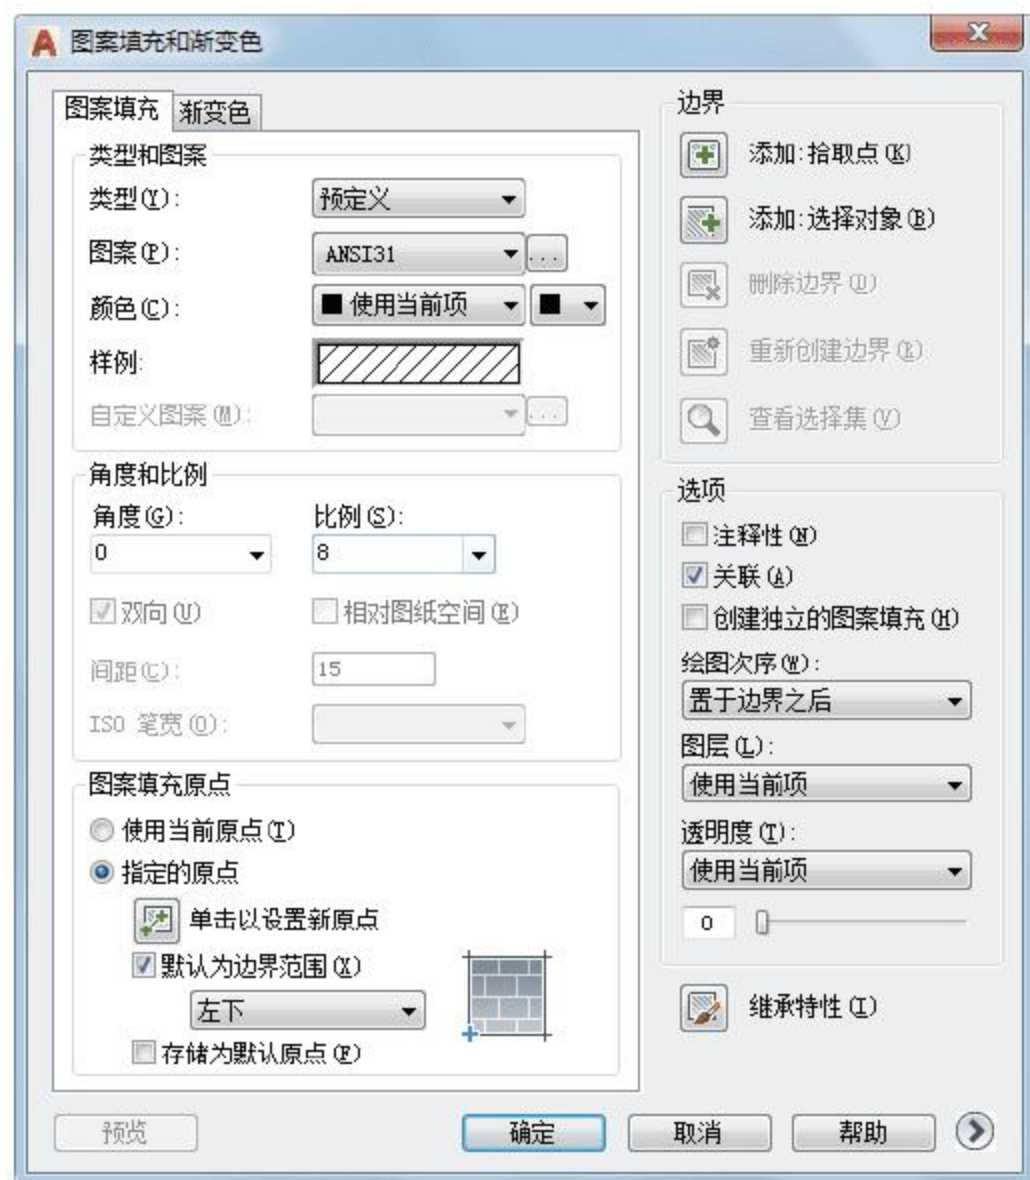 图案填充和渐变色
图案填充 渐变色
类型和图案
类型(Y):
预定义
图案(P):
ANSI31
...
颜色(C):
使用当前项
样例:
自定义图案(M):
...
角度和比例
角度(G):
比例(S):
0
8
双向(U)
相对图纸空间(E)
间距(C):
15
ISO 笔宽(O):
图案填充原点
使用当前原点(T)
指定的原点
单击以设置新原点
默认为边界范围(X)
左下
存储为默认原点(F)
边界
添加:拾取点(K)
添加:选择对象(B)
删除边界(D)
重新创建边界(R)
查看选择集(V)
选项
注释性(N)
关联(A)
创建独立的图案填充(H)
绘图次序(W):
置于边界之后
图层(L):
使用当前项
透明度(T):
使用当前项
0
继承特性(I)
预览
确定
取消
帮助